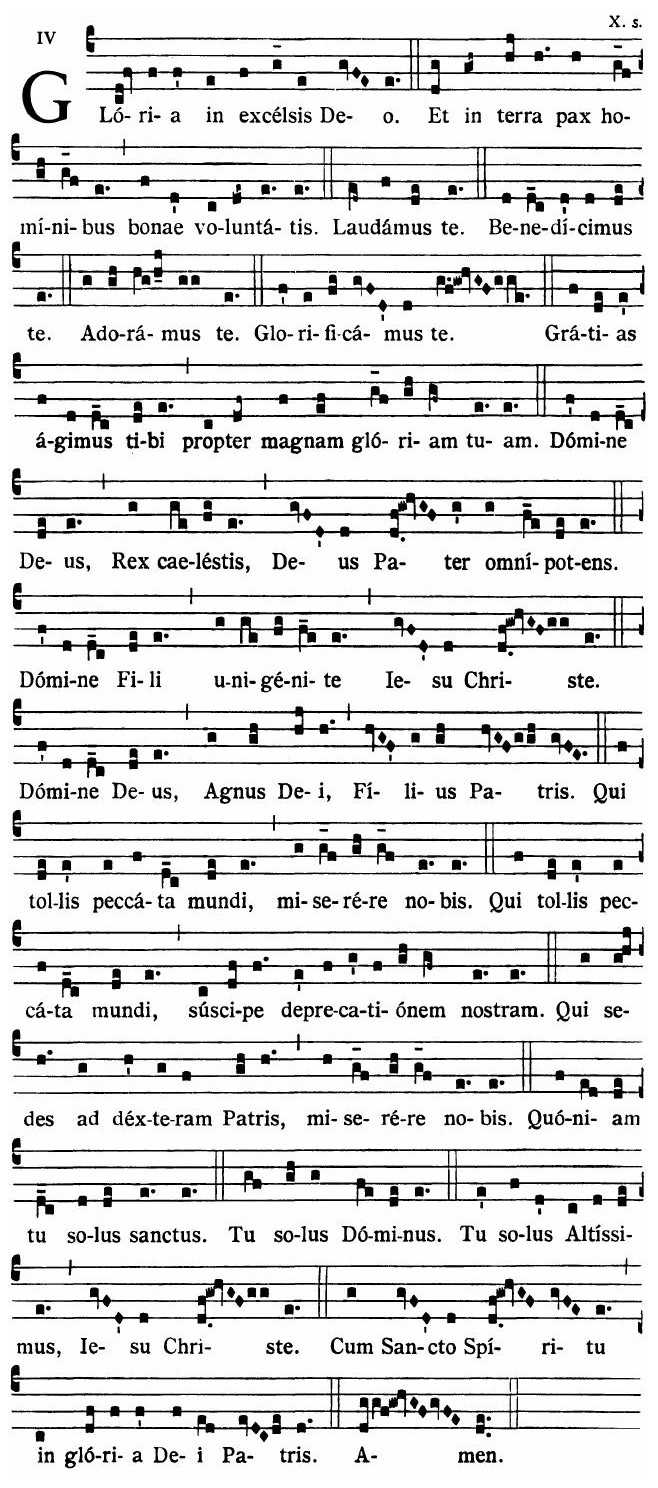 X. s.
IV
G Ló- ri- a in excélsis De- o. Et in terra pax ho-
mí-ni-bus bonae vo-luntá-tis. Laudámus te. Be-ne-dí-cimus
te. Ado-rá-mus te. Glo-ri-fi-cá-mus te. Grá-ti-as
á-gimus ti-bi propter magnam gló-ri-am tu-am. Dómi-ne
De-us, Rex cae-léstis, De-us Pa-ter omní-pot-ens.
Dómi-ne Fi-li u-ni-gé-ni-te Ie-su Chri-ste.
Dómi-ne De-us, Agnus De-i, Fí-li-us Pa-tris. Qui
tol-lis peccá-ta mundi, mi-se-ré-re no-bis. Qui tol-lis pec-
cá-ta mundi, súsci-pe depre-ca-ti-ónem nostram. Qui se-
des ad déx-te-ram Patris, mi-se-ré-re no-bis. Quó-ni-am
tu so-lus sanctus. Tu so-lus Dó-mi-nus. Tu so-lus Altíssi-
mus, Ie-su Chri-ste. Cum San-cto Spí-ri-tu
in gló-ri-a De-i Pa-tris. A-men.